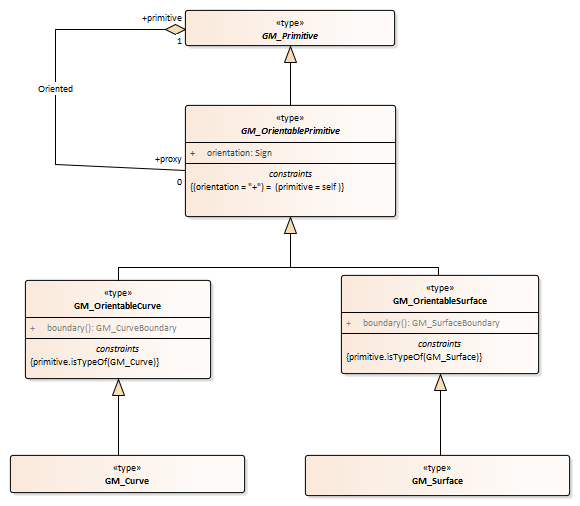 +primitive
«type»
GM_Primitive
1
Oriented
«type»
GM_OrientablePrimitive
+ orientation: Sign
+proxy
constraints
0
{(orientation = "+") = (primitive = self )}
«type»
GM_OrientableCurve
+ boundary(): GM_CurveBoundary
constraints
{primitive.isTypeOf(GM_Curve)}
«type»
GM_OrientableSurface
+ boundary(): GM_SurfaceBoundary
constraints
{primitive.isTypeOf(GM_Surface)}
«type»
GM_Curve
«type»
GM_Surface